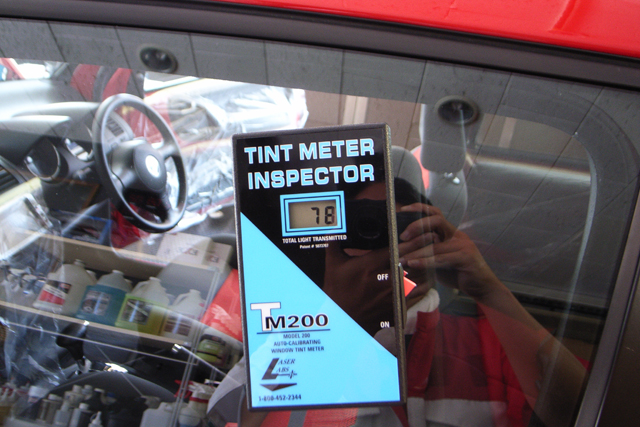 TINT METER
INSPECTOR
78
TOTAL LIGHT TRANSMITTED
OFF
TM200
ON
MODEL 200
AUTO-CALIBRATING
WINDOW TINT METER
LASER
LABS
1-800-452-2344